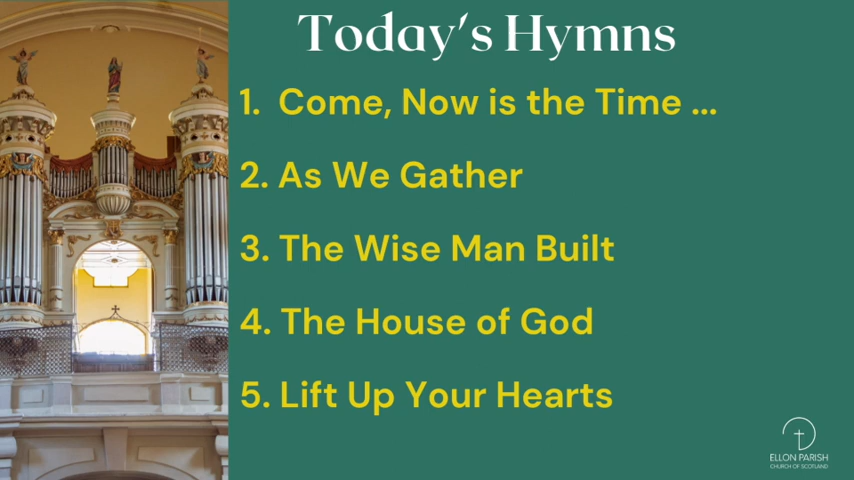 Today's Hymns
1. Come, Now is the Time ...
2. As We Gather
3. The Wise Man Built
4. The House of God
5. Lift Up Your Hearts
ELLON PARISH
CHURCH OF SCOTLAND